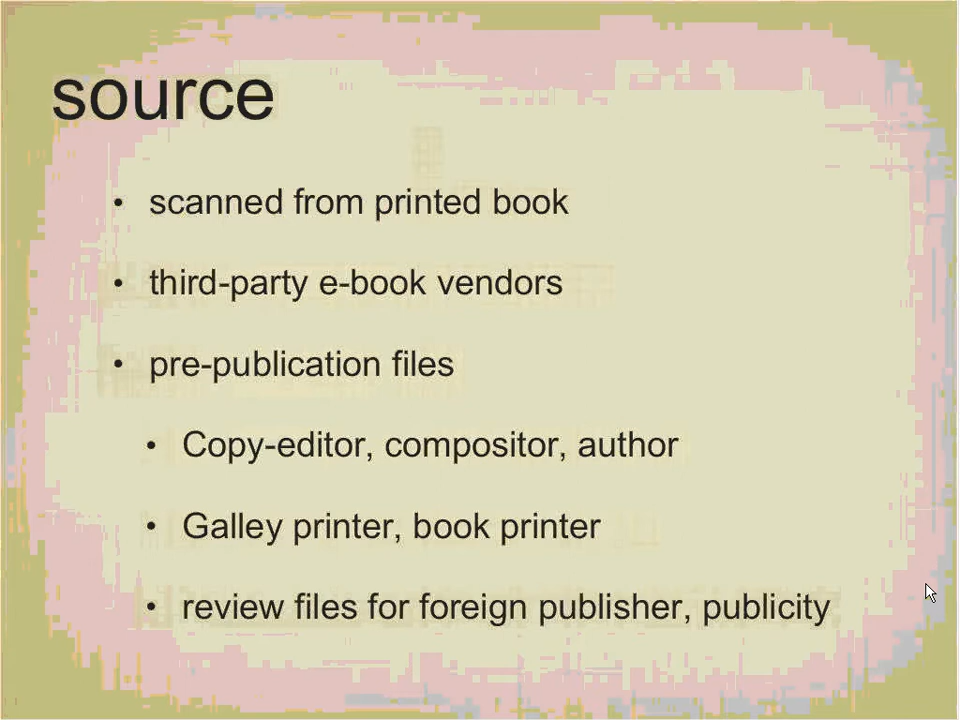 source
• scanned from printed book
• third-party e-book vendors
• pre-publication files
• Copy-editor, compositor, author
• Galley printer, book printer
• review files for foreign publisher, publicity